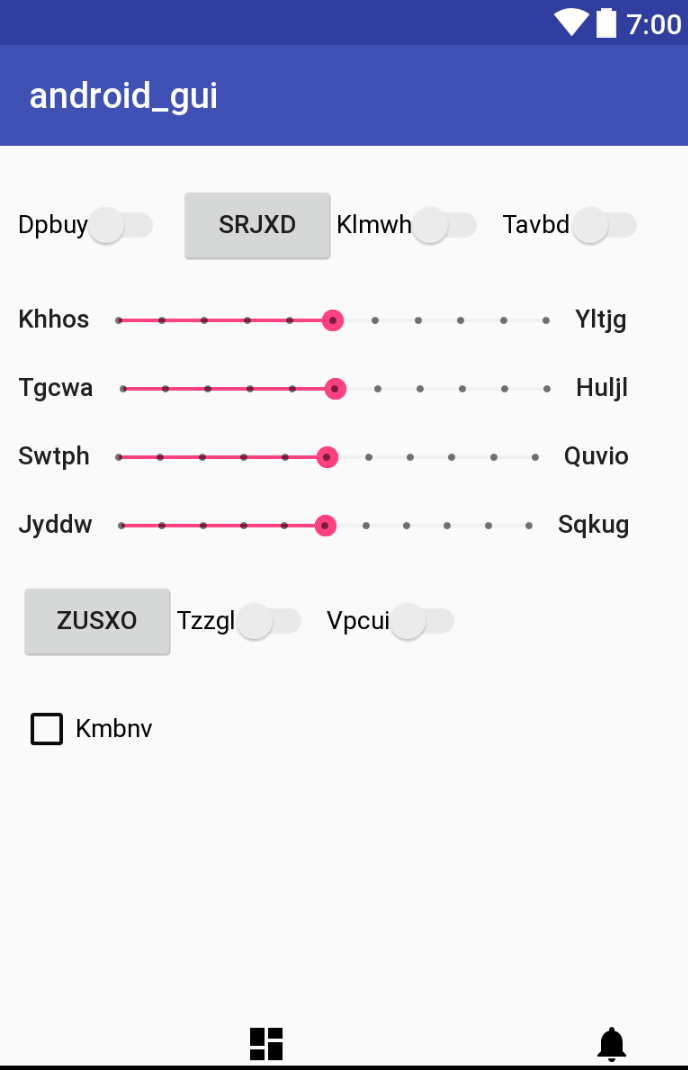 7:00
android_gui
Dpbuy SRJXD Klmwh Tavbd
Khhos Yltjg
Tgcwa Huljl
Swtph Quvio
Jyddw Sqkug
ZUSXO Tzzgl Vpcui
Kmbnv